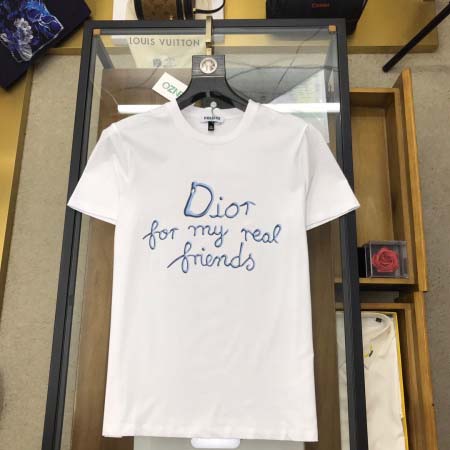 LOUIS VUITTON
Dior
for my real
friends